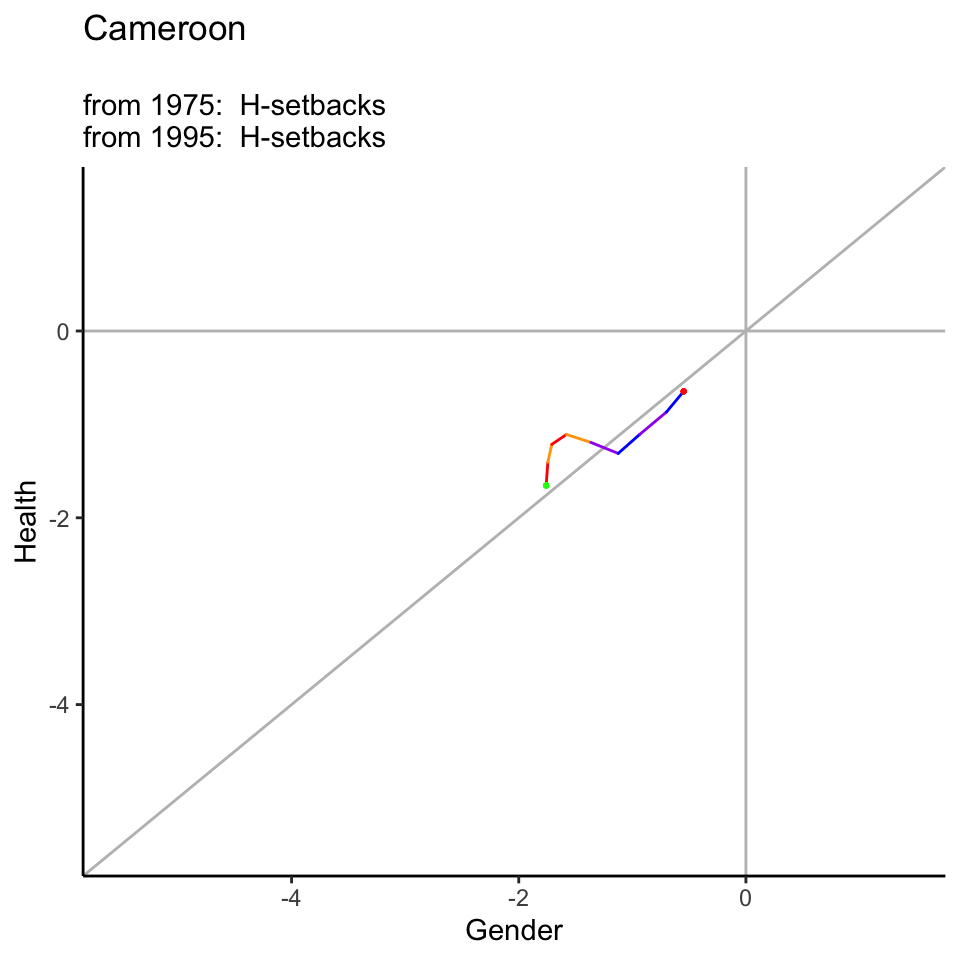 Cameroon
from 1975:  H-setbacks
from 1995:  H-setbacks
0
-2
-4
Health
-4
-2
0
Gender